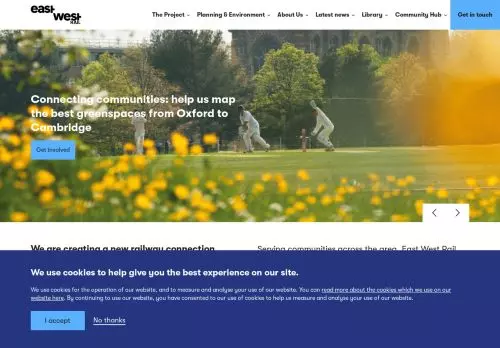 east
west
rail
The Project
Planning & Environment
About Us
Latest news
Library
Community Hub
Get in touch
Connecting communities: help us map
the best greenspaces from Oxford to
Cambridge
Get Involved
We are creating a new railway connection
Serving communities across the area, East West Rail
We use cookies to help give you the best experience on our site.
We use cookies for the operation of our website, and to measure and analyse your use of our website. You can read more about the cookies which we use on our
website here. By continuing to use our website, you have consented to our use of cookies to help us measure and analyse your use of our website.
I accept
No thanks